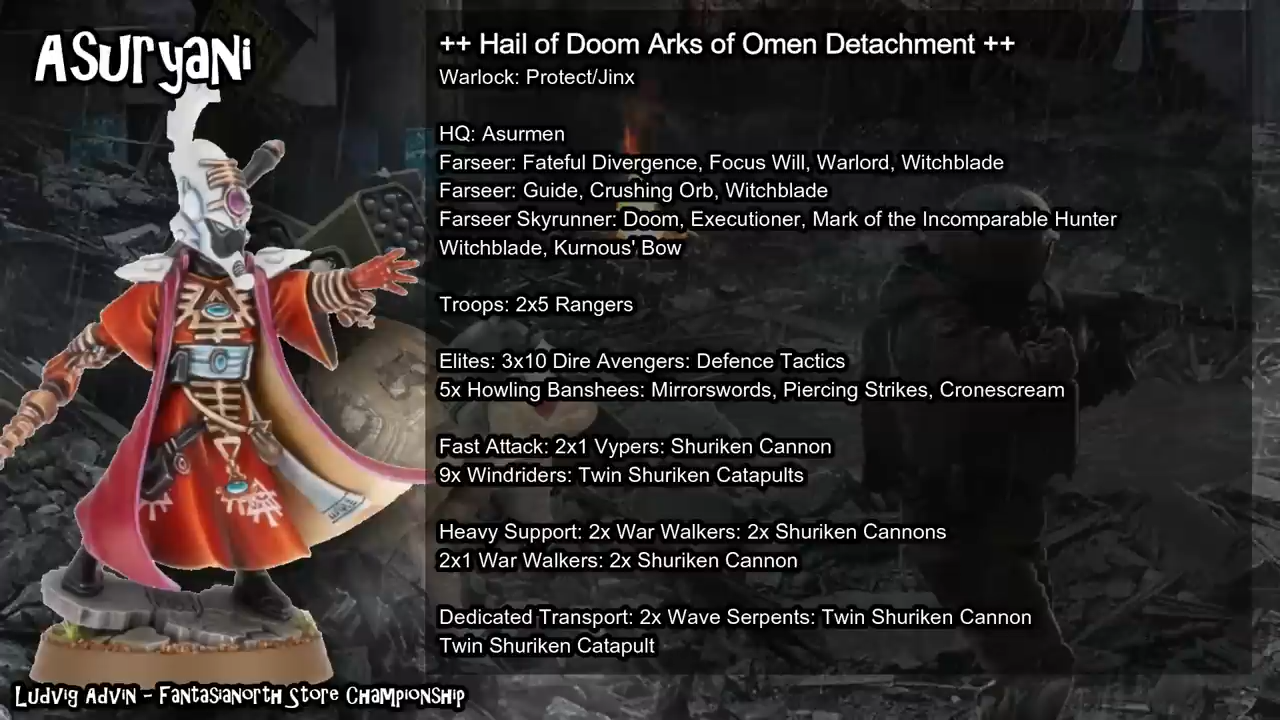 ASURYANI
++ Hail of Doom Arks of Omen Detachment ++
Warlock: Protect/Jinx
HQ: Asurmen
Farseer: Fateful Divergence, Focus Will, Warlord, Witchblade
Farseer: Guide, Crushing Orb, Witchblade
Farseer Skyrunner: Doom, Executioner, Mark of the Incomparable Hunter
Witchblade, Kurnous' Bow
Troops: 2x5 Rangers
Elites: 3x10 Dire Avengers: Defence Tactics
5x Howling Banshees: Mirrorswords, Piercing Strikes, Cronescream
Fast Attack: 2x1 Vypers: Shuriken Cannon
9x Windriders: Twin Shuriken Catapults
Heavy Support: 2x War Walkers: 2x Shuriken Cannons
2x1 War Walkers: 2x Shuriken Cannon
Dedicated Transport: 2x Wave Serpents: Twin Shuriken Cannon
Twin Shuriken Catapult
Ludvig Advin - Fantasianorth Store Championship